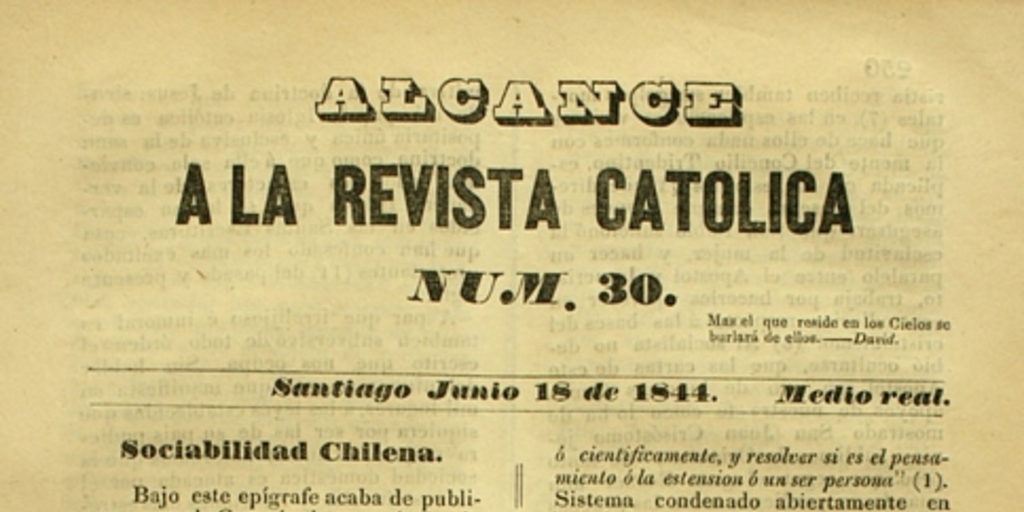 ALCANCE
A LA REVISTA CATOLICA
NUM. 30.
Mas el que reside en los Cielos se
burlará de ellos.——David.
Santiago Junio 18 de 1844. Medio real.
Sociabilidad Chilena.
Bajo este epígrafe acaba de publi-
ó cientificamente, y resolver si es el pensa-
miento ó la estension ó un ser persona" (1).
Sistema condenado abiertamente en